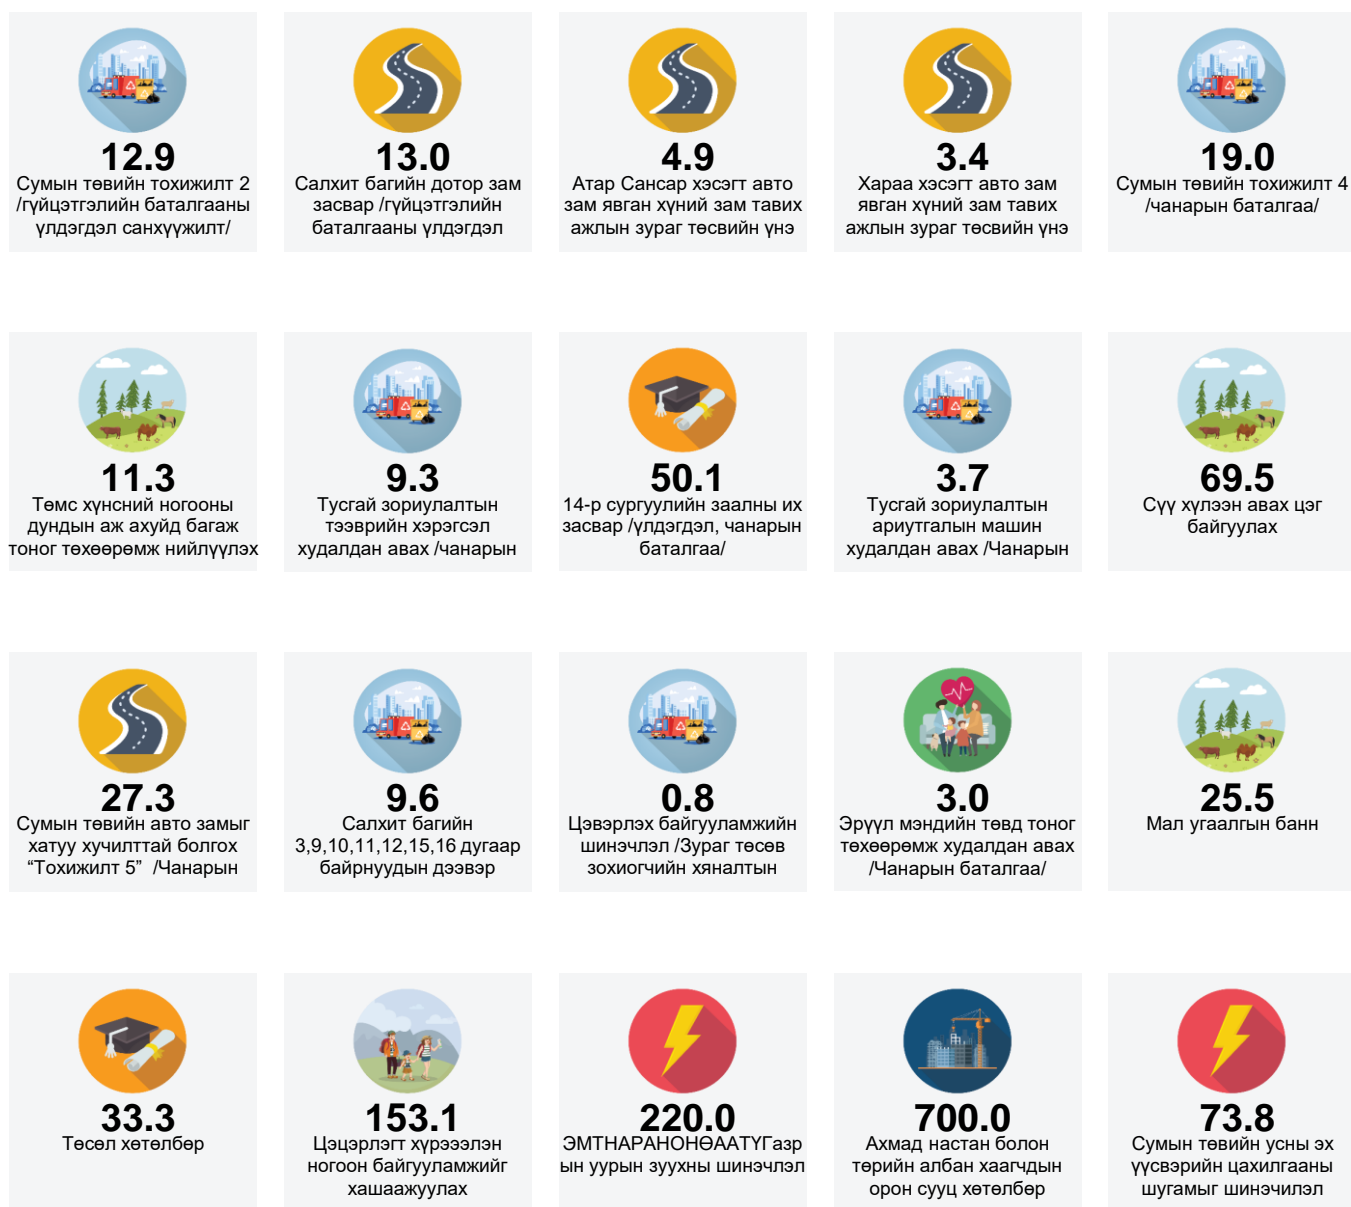 12.9
Сумын төвийн тохижилт 2
/гүйцэтгэлийн баталгааны
үлдэгдэл санхүүжилт/
13.0
Салхит багийн дотор зам
засвар /гүйцэтгэлийн
баталгааны үлдэгдэл
4.9
Атар Сансар хэсэгт авто
зам явган хүний зам тавих
ажлын зураг төсвийн үнэ
3.4
Хараа хэсэгт авто зам
явган хүний зам тавих
ажлын зураг төсвийн үнэ
19.0
Сумын төвийн тохижилт 4
/чанарын баталгаа/
11.3
Төмс хүнсний ногооны
дундын аж ахуйд багаж
тоног төхөөрөмж нийлүүлэх
9.3
Тусгай зориулалтын
тээврийн хэрэгсэл
худалдан авах /чанарын
50.1
14-р сургуулийн заалны их
засвар /үлдэгдэл, чанарын
баталгаа/
3.7
Тусгай зориулалтын
ариутгалын машин
худалдан авах /Чанарын
69.5
Сүү хүлээн авах цэг
байгуулах
27.3
Сумын төвийн авто замыг
хатуу хучилттай болгох
“Тохижилт 5” /Чанарын
9.6
Салхит багийн
3,9,10,11,12,15,16 дугаар
байрнуудын дээвэр
0.8
Цэвэрлэх байгууламжийн
шинэчлэл /Зураг төсөв
зохиогчийн хяналтын
3.0
Эрүүл мэндийн төвд тоног
төхөөрөмж худалдан авах
/Чанарын баталгаа/
25.5
Мал угаалгын банн
33.3
Төсөл хөтөлбөр
153.1
Цэцэрлэгт хүрэээлэн
ногоон байгууламжийг
хашаажуулах
220.0
ЭМТНАРАНОНӨААТҮГазр
ын уурын зуухны шинэчлэл
700.0
Ахмад настан болон
төрийн албан хаагчдын
орон сууц хөтөлбөр
73.8
Сумын төвийн усны эх
үүсвэрийн цахилгааны
шугамыг шинэчилэл